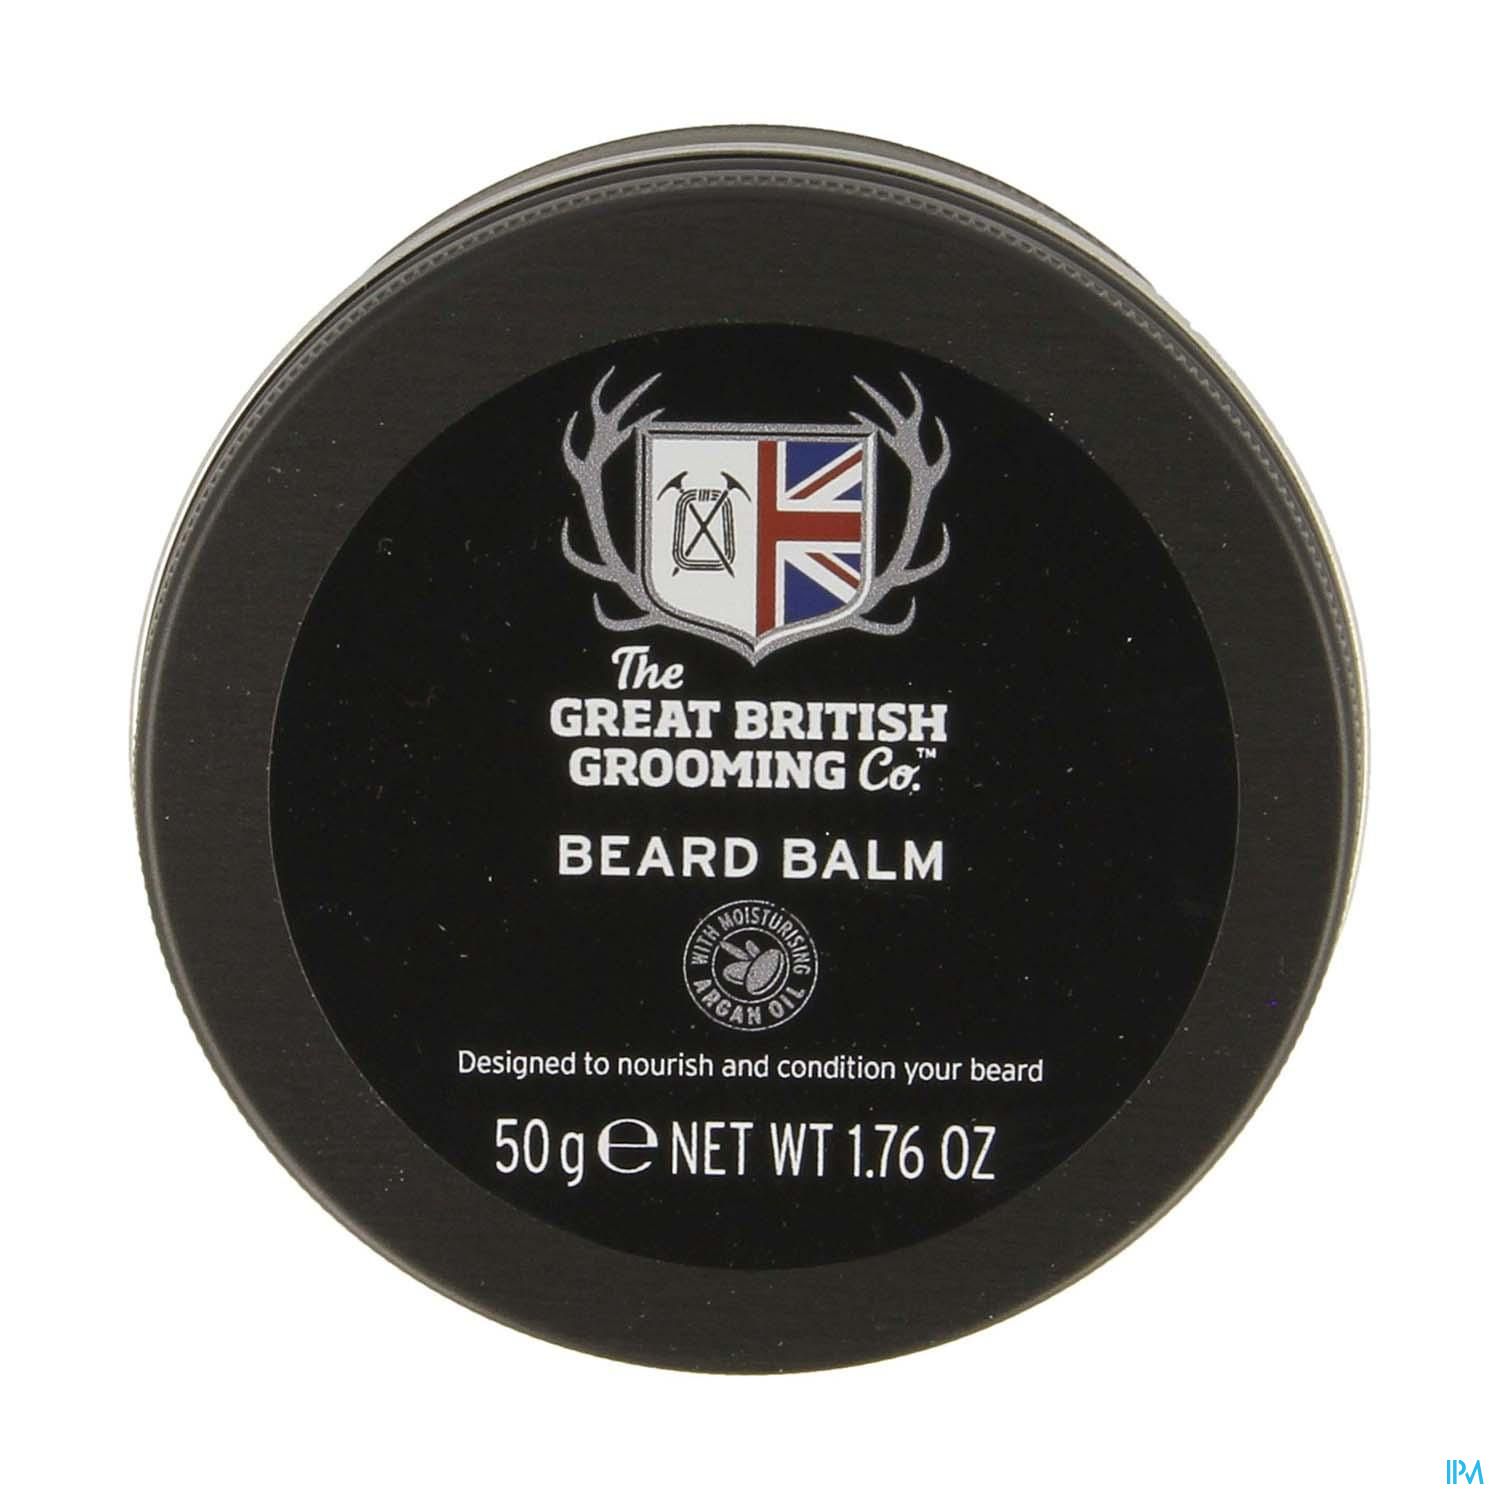 The
GREAT BRITISH
GROOMING Co.™
BEARD BALM
WITH MOISTURISING
ARGAN OIL
Designed to nourish and condition your beard
50 g ℮ NET WT 1.76 OZ
IPM